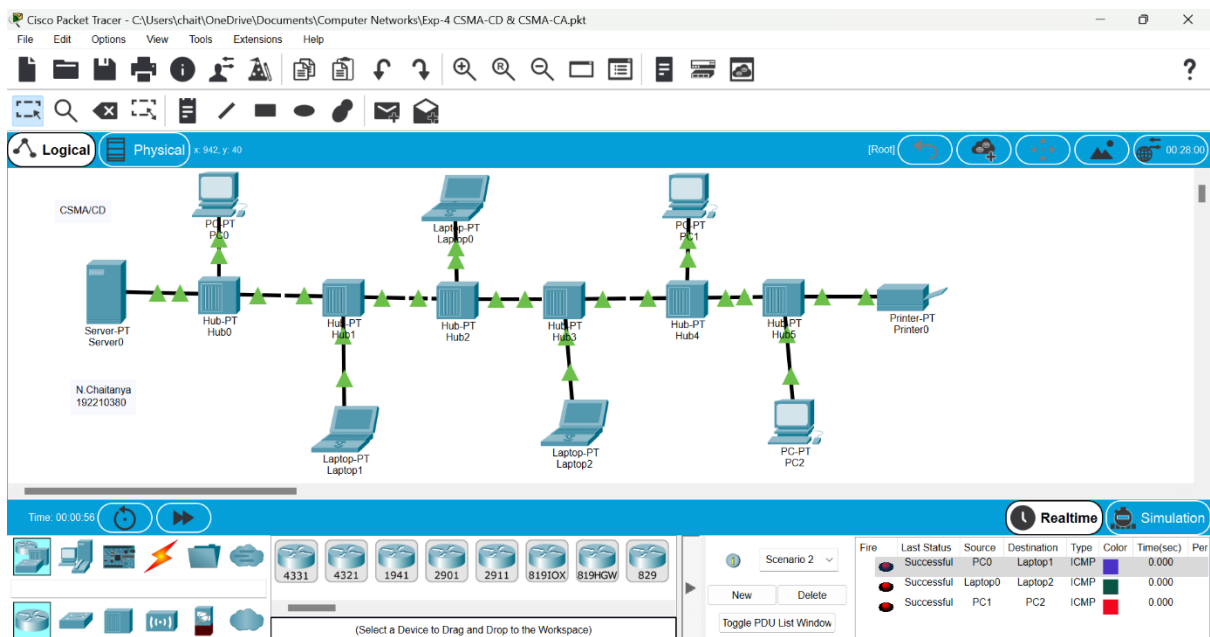 Cisco Packet Tracer - C:\Users\chait\OneDrive\Documents\Computer Networks\Exp-4 CSMA-CD & CSMA-CA.pkt
File Edit Options View Tools Extensions Help
Logical Physical x: 942, y: 40 [Root] 00:28:00
CSMA/CD
PC-PT
PC0
Laptop-PT
Laptop0
PC-PT
PC1
Server-PT
Server0
Hub-PT
Hub0
Hub-PT
Hub1
Hub-PT
Hub2
Hub-PT
Hub3
Hub-PT
Hub4
Hub-PT
Hub5
Printer-PT
Printer0
N.Chaitanya
192210380
Laptop-PT
Laptop1
Laptop-PT
Laptop2
PC-PT
PC2
Time: 00:00:56 Realtime Simulation
4331 4321 1941 2901 2911 819IOX 819HGW 829
(Select a Device to Drag and Drop to the Workspace)
Scenario 2
New Delete
Toggle PDU List Window
Fire Last Status Source Destination Type Color Time(sec) Per
Successful PC0 Laptop1 ICMP 0.000
Successful Laptop0 Laptop2 ICMP 0.000
Successful PC1 PC2 ICMP 0.000